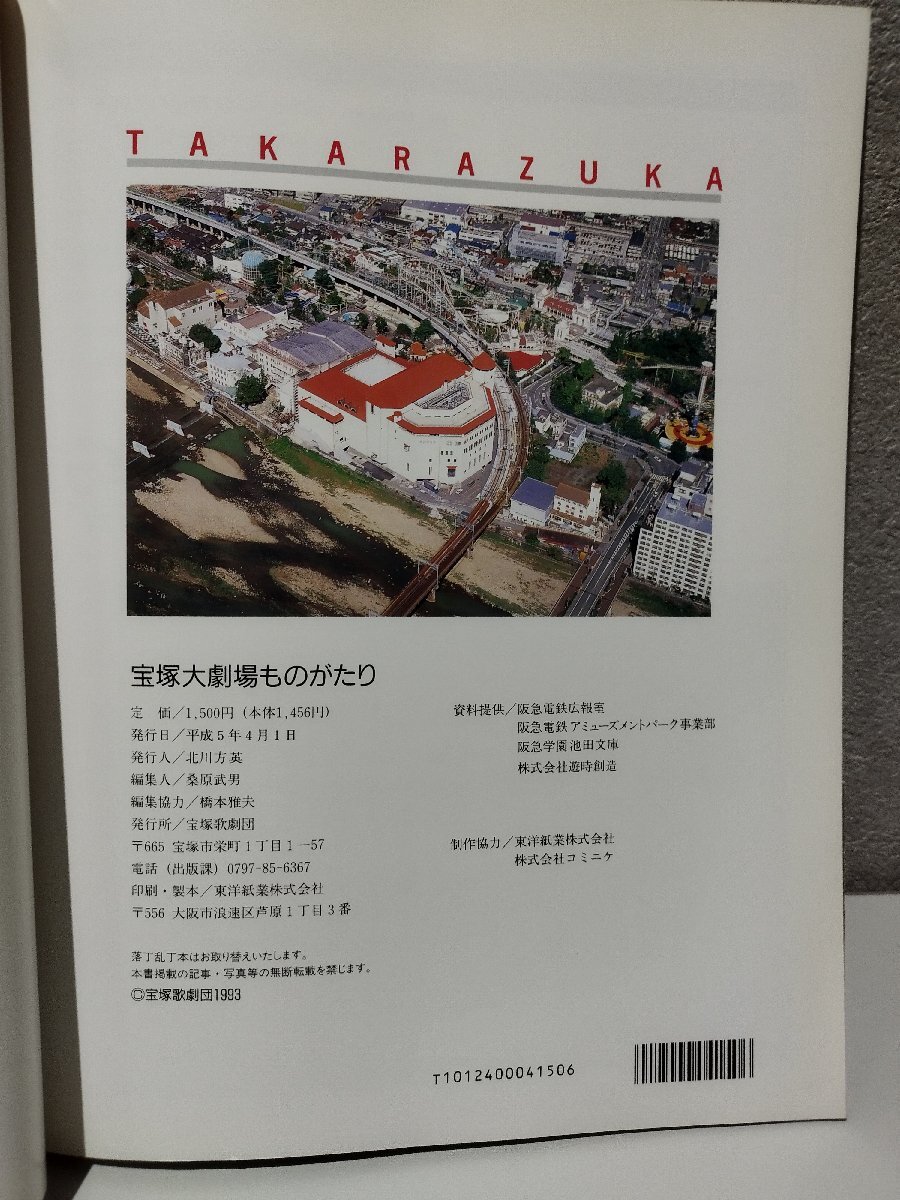 TAKARAZUKA
宝塚大劇場ものがたり
定　価／1,500円（本体1,456円）
発行日／平成5年4月1日
発行人／北川方英
編集人／桑原武男
編集協力／橋本雅夫
発行所／宝塚歌劇団
〒665 宝塚市栄町1丁目1―57
電話（出版課）0797-85-6367
印刷・製本／東洋紙業株式会社
〒556 大阪市浪速区芦原1丁目3番
資料提供／阪急電鉄広報室
阪急電鉄アミューズメントパーク事業部
阪急学園池田文庫
株式会社遊時創造
制作協力／東洋紙業株式会社
株式会社コミニケ
落丁乱丁本はお取り替えいたします。
本書掲載の記事・写真等の無断転載を禁じます。
©宝塚歌劇団1993
T1012400041506